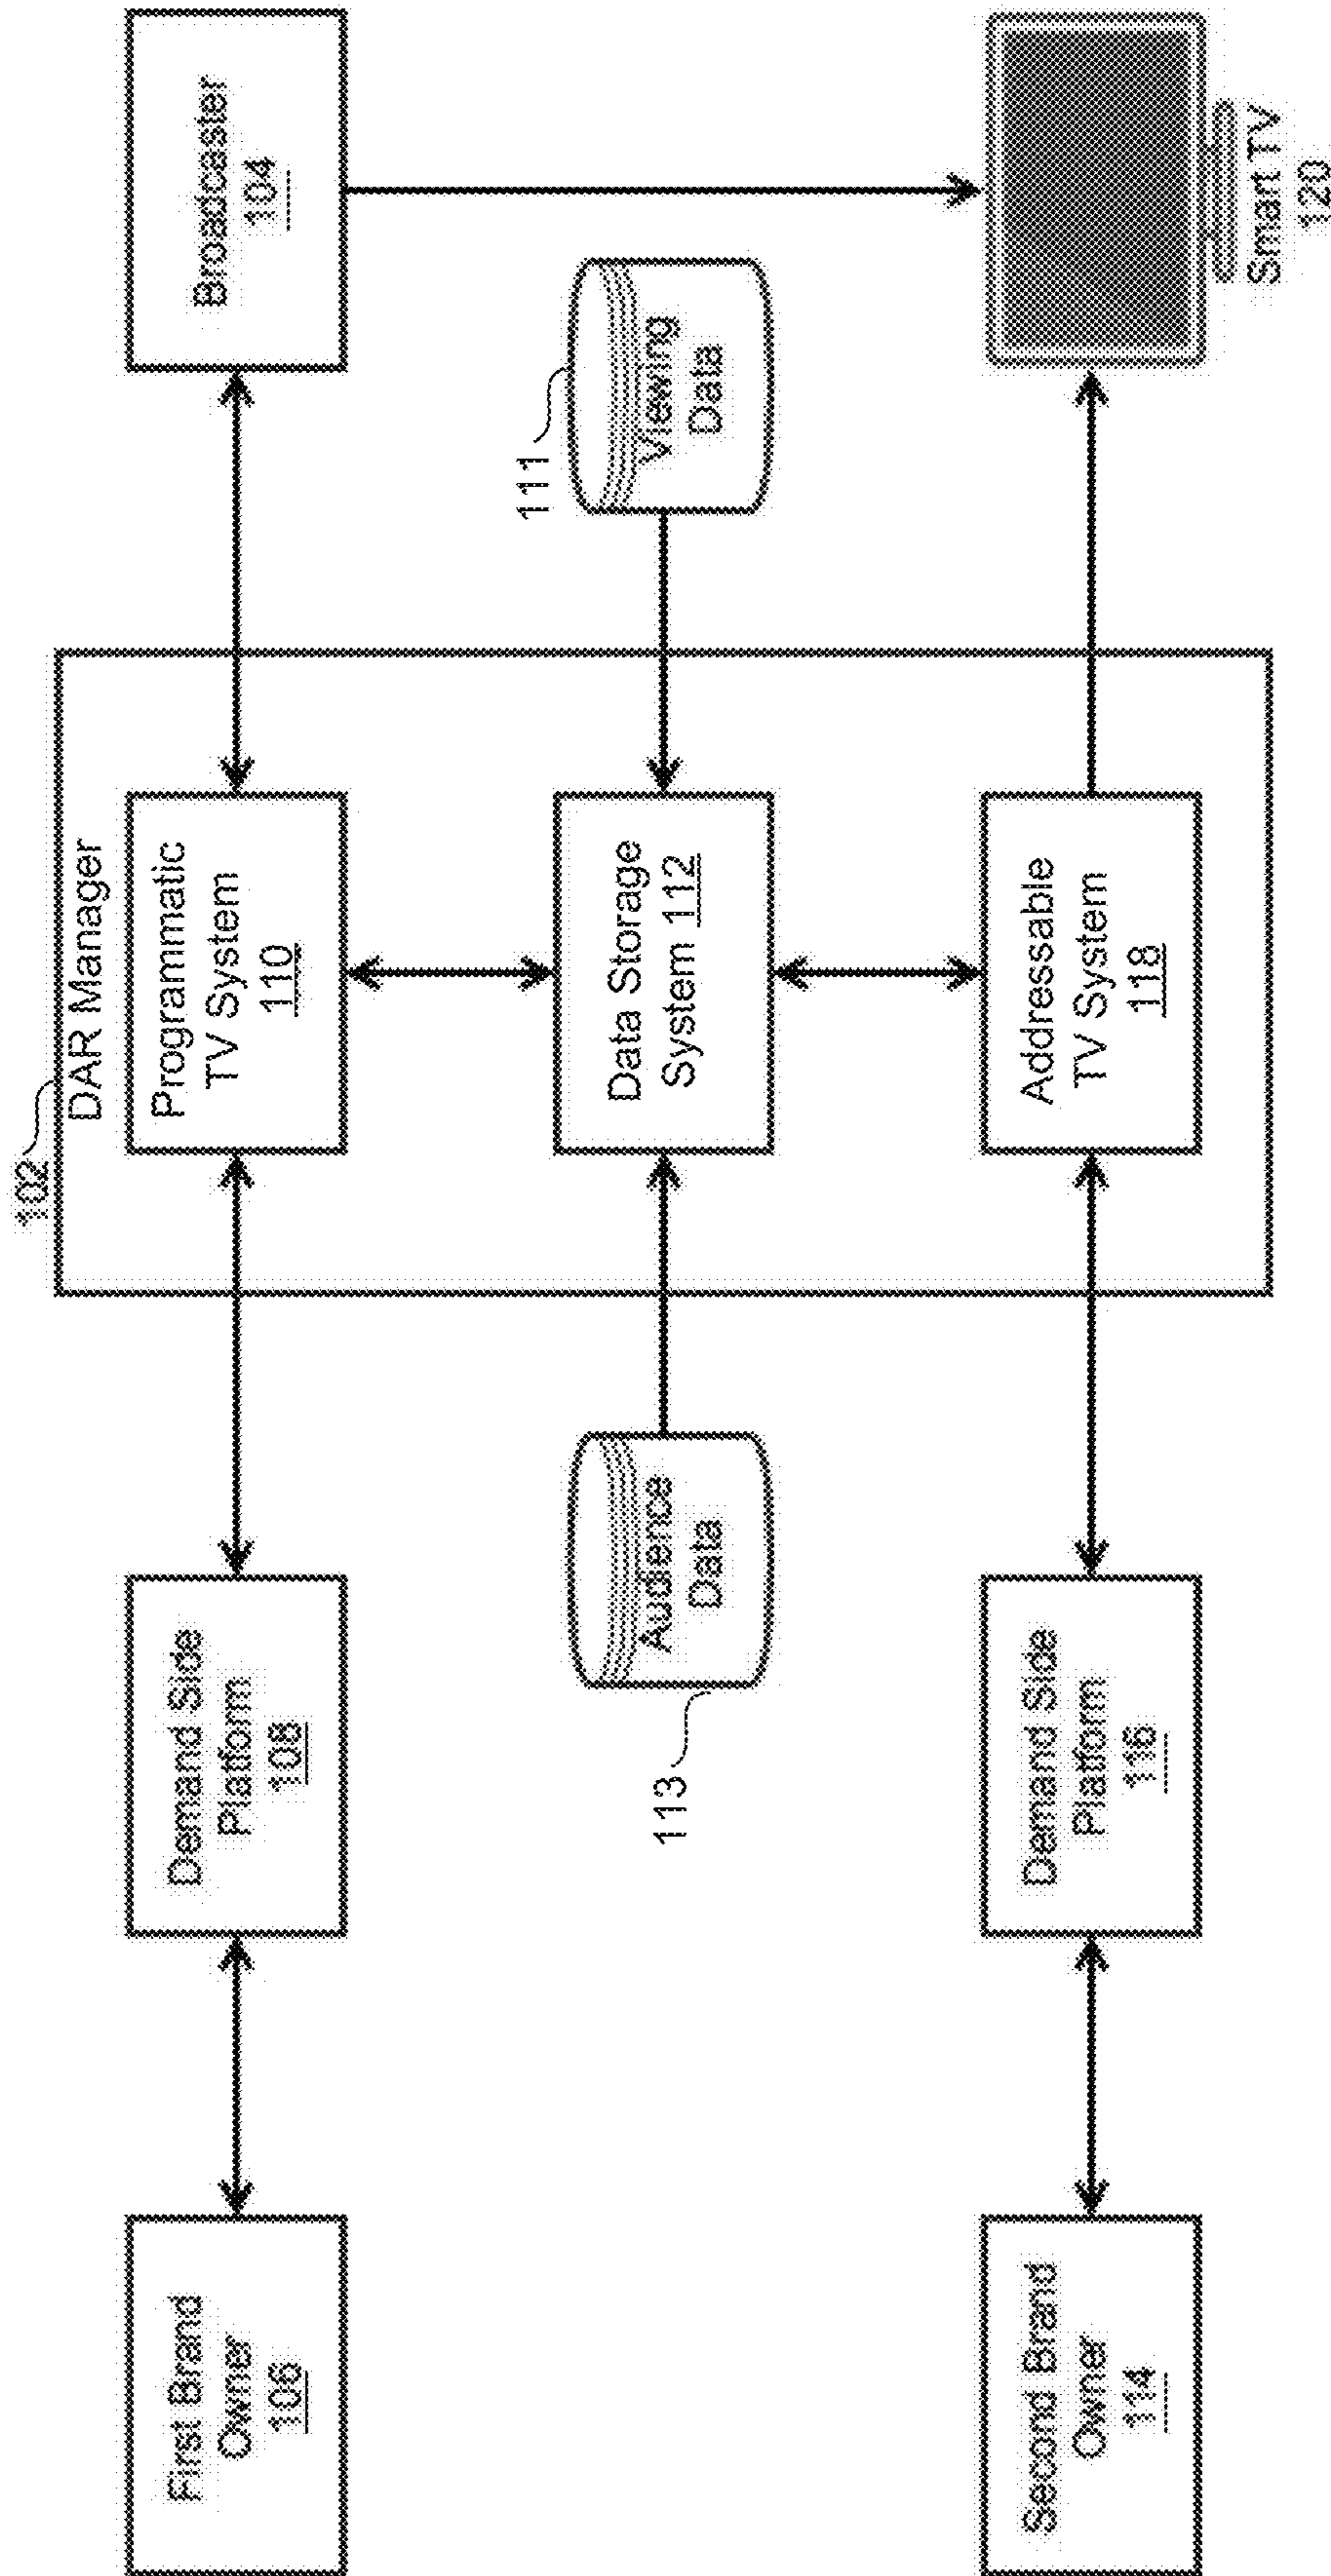 102
DAR Manager
First Brand
Owner
106
Demand Side
Platform
108
Programmatic
TV System
110
Broadcaster
104
113
Audience
Data
Data Storage
System 112
111
Viewing
Data
Second Brand
Owner
114
Demand Side
Platform
116
Addressable
TV System
118
Smart TV
120